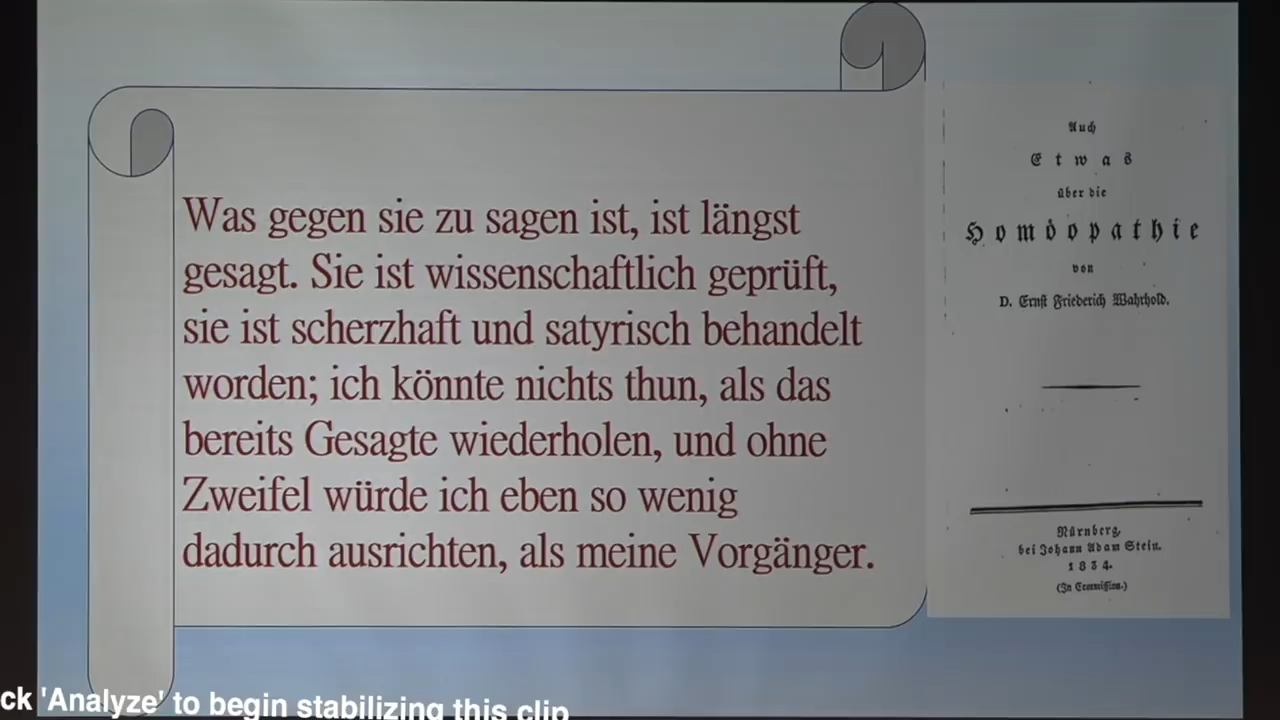 Was gegen sie zu sagen ist, ist längst
gesagt. Sie ist wissenschaftlich geprüft,
sie ist scherzhaft und satyrisch behandelt
worden; ich könnte nichts thun, als das
bereits Gesagte wiederholen, und ohne
Zweifel würde ich eben so wenig
dadurch ausrichten, als meine Vorgänger.
Auch
Etwas
über die
Homöopathie
von
D. Ernst Friederich Wahrhold.
Nürnberg,
bei Johann Adam Stein.
1834.
(In Commission.)
ck 'Analyze' to begin stabilizing this clip